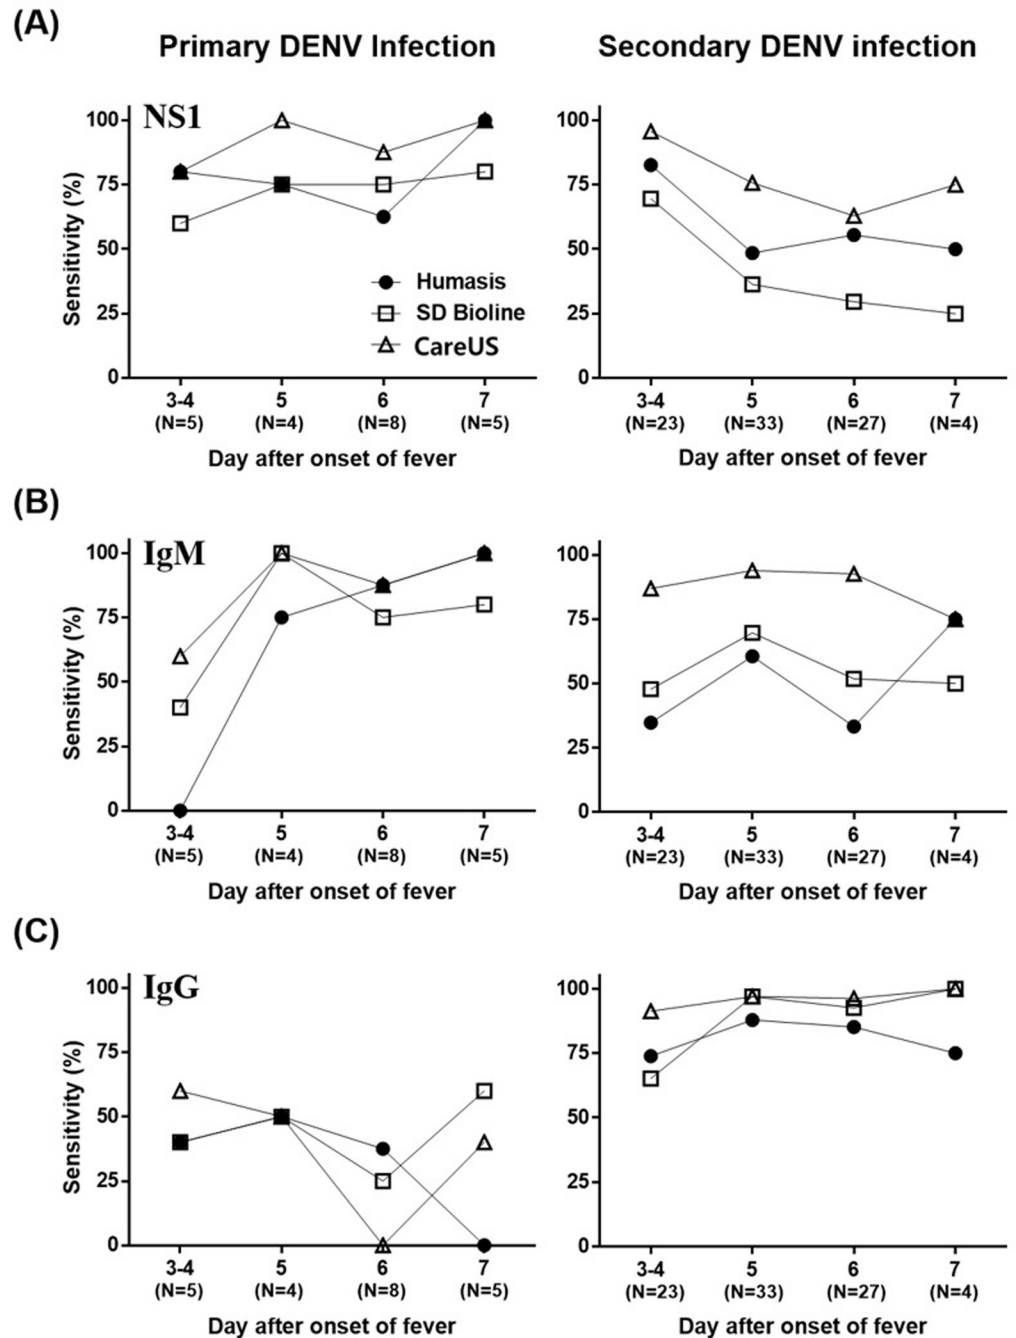 (A)
Primary DENV Infection
Secondary DENV infection
NS1
100
75
50
25
0
Sensitivity (%)
Humasis
SD Bioline
CareUS
3-4 5 6 7
(N=5) (N=4) (N=8) (N=5)
Day after onset of fever
100
75
50
25
0
3-4 5 6 7
(N=23) (N=33) (N=27) (N=4)
Day after onset of fever
(B)
IgM
100
75
50
25
0
Sensitivity (%)
3-4 5 6 7
(N=5) (N=4) (N=8) (N=5)
Day after onset of fever
100
75
50
25
0
3-4 5 6 7
(N=23) (N=33) (N=27) (N=4)
Day after onset of fever
(C)
IgG
100
75
50
25
0
Sensitivity (%)
3-4 5 6 7
(N=5) (N=4) (N=8) (N=5)
Day after onset of fever
100
75
50
25
0
3-4 5 6 7
(N=23) (N=33) (N=27) (N=4)
Day after onset of fever